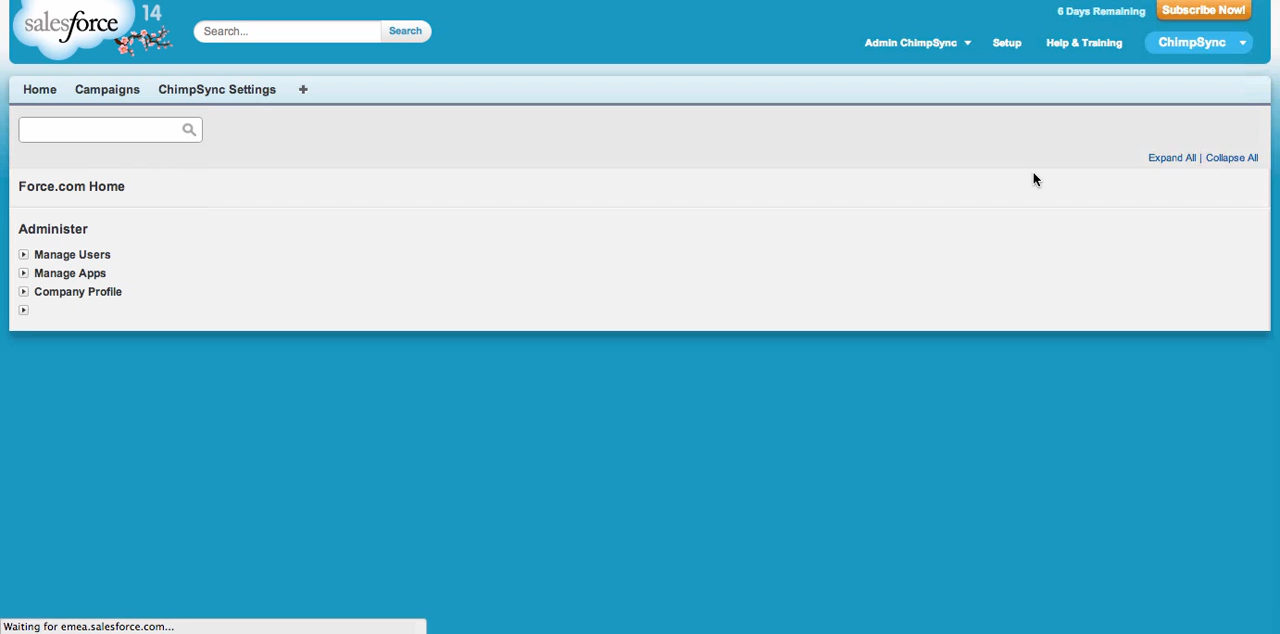 salesforce 14
Search... Search
6 Days Remaining Subscribe Now!
Admin ChimpSync Setup Help & Training ChimpSync
Home Campaigns ChimpSync Settings
Expand All | Collapse All
Force.com Home
Administer
Manage Users
Manage Apps
Company Profile
Waiting for emea.salesforce.com...